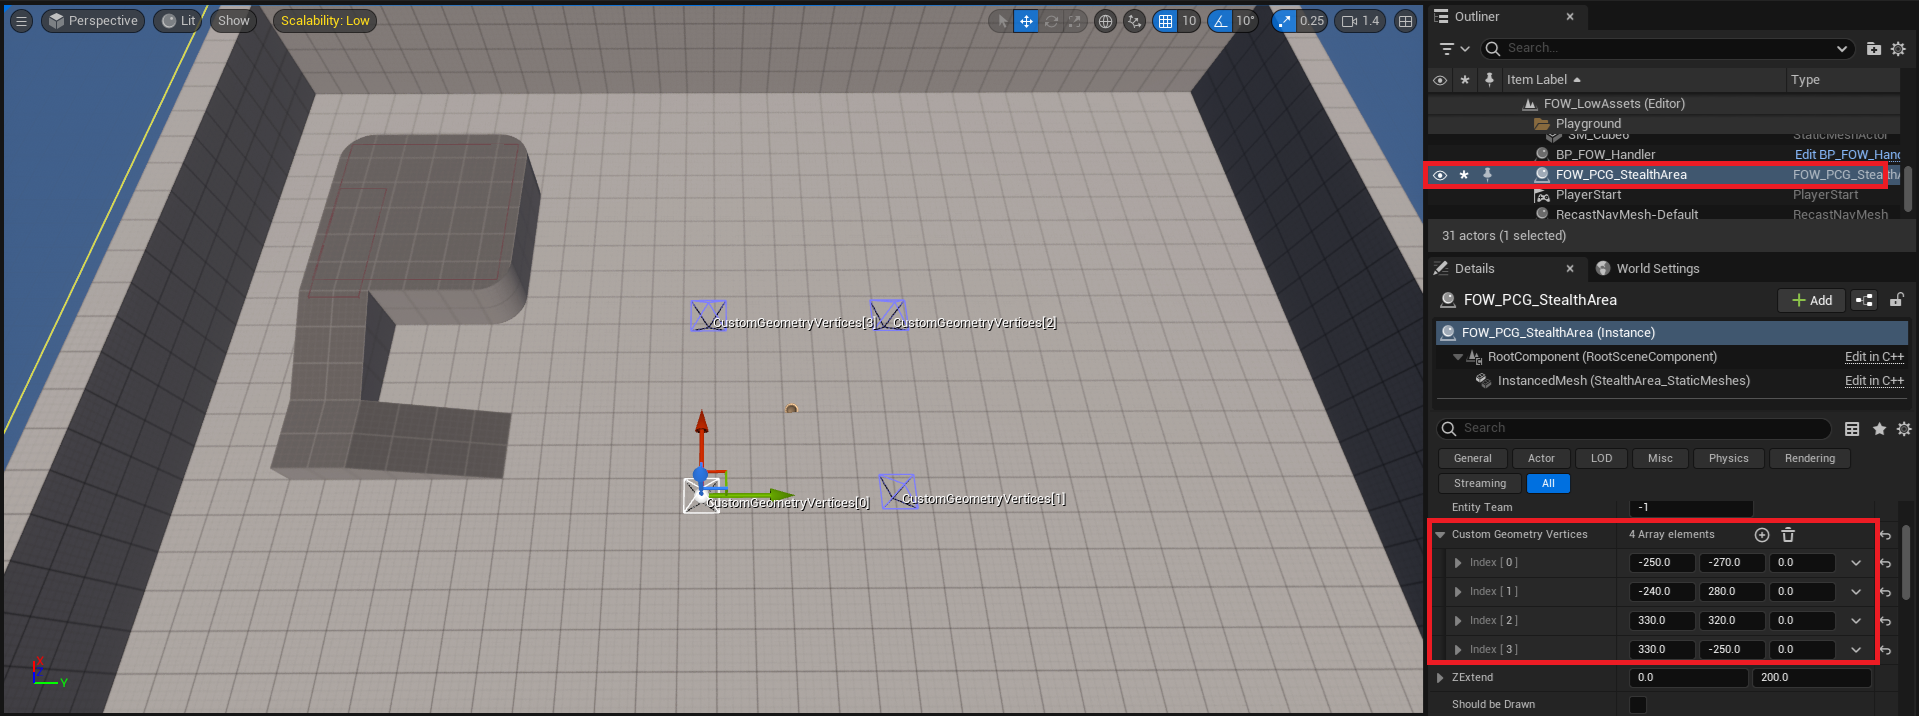 Perspective Lit Show Scalability: Low 10 10° 0.25 1.4
CustomGeometryVertices[3] CustomGeometryVertices[2]
CustomGeometryVertices[0] CustomGeometryVertices[1]
X
Y
Outliner
Search...
Item Label Type
FOW_LowAssets (Editor)
Playground
SM_Cube6 StaticMeshActor
BP_FOW_Handler Edit BP_FOW_Hand
FOW_PCG_StealthArea FOW_PCG_StealthA
PlayerStart PlayerStart
RecastNavMesh-Default RecastNavMesh
31 actors (1 selected)
Details World Settings
FOW_PCG_StealthArea Add
FOW_PCG_StealthArea (Instance)
RootComponent (RootSceneComponent) Edit in C++
InstancedMesh (StealthArea_StaticMeshes) Edit in C++
Search
General Actor LOD Misc Physics Rendering
Streaming All
Entity Team -1
Custom Geometry Vertices 4 Array elements
Index [ 0 ] -250.0 -270.0 0.0
Index [ 1 ] -240.0 280.0 0.0
Index [ 2 ] 330.0 320.0 0.0
Index [ 3 ] 330.0 -250.0 0.0
ZExtend 0.0 200.0
Should be Drawn